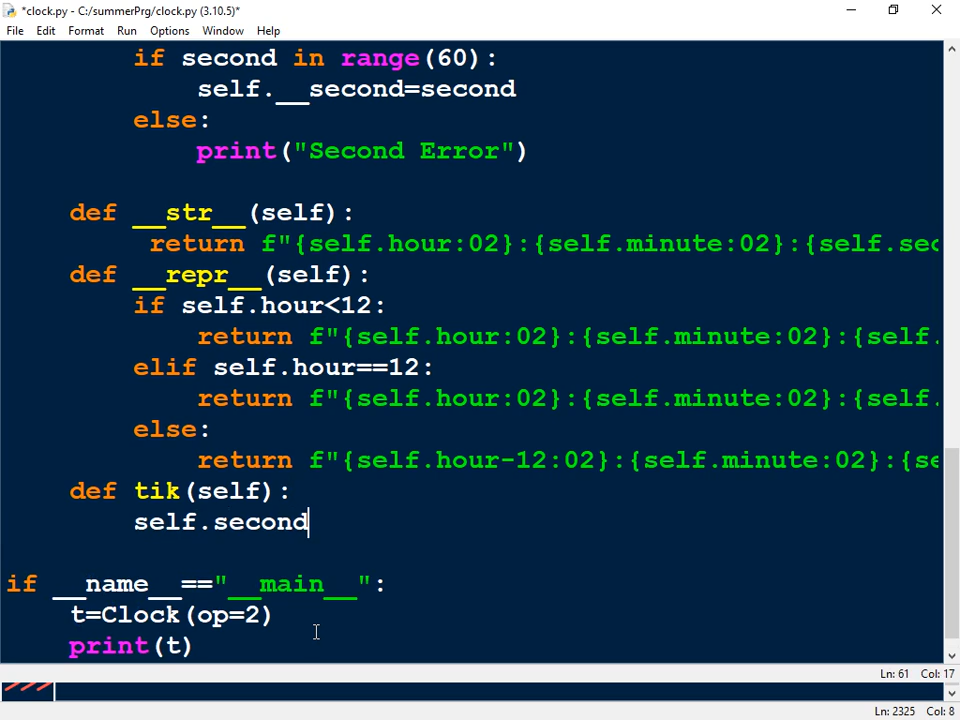 *clock.py - C:/summerPrg/clock.py (3.10.5)*
File Edit Format Run Options Window Help
if second in range(60):
self.__second=second
else:
print("Second Error")
def __str__(self):
return f"{self.hour:02}:{self.minute:02}:{self.sec
def __repr__(self):
if self.hour<12:
return f"{self.hour:02}:{self.minute:02}:{self.
elif self.hour==12:
return f"{self.hour:02}:{self.minute:02}:{self.
else:
return f"{self.hour-12:02}:{self.minute:02}:{se
def tik(self):
self.second
if __name__=="__main__":
t=Clock(op=2)
print(t)
Ln: 61 Col: 17
Ln: 2325 Col: 8